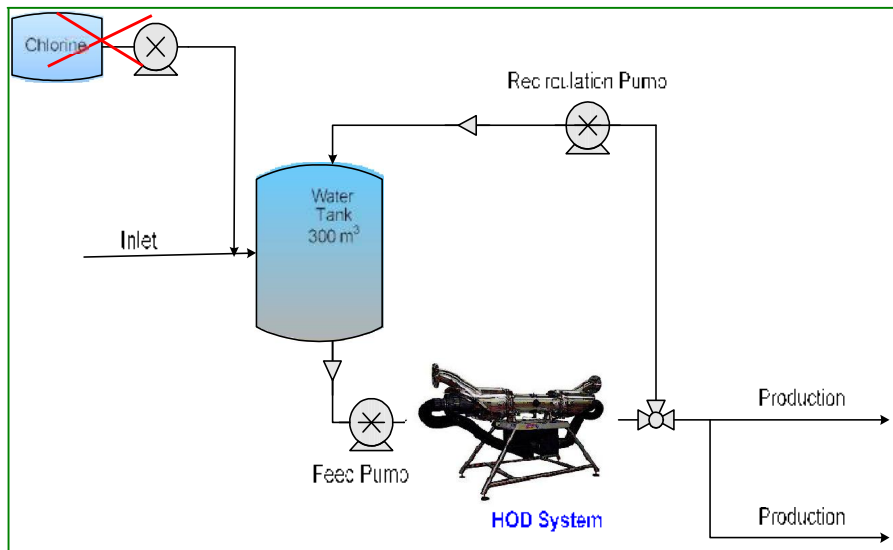 Chlorine
Recirculation Pump
Water
Tank
300 m³
Inlet
Feed Pump
HOD System
Production
Production